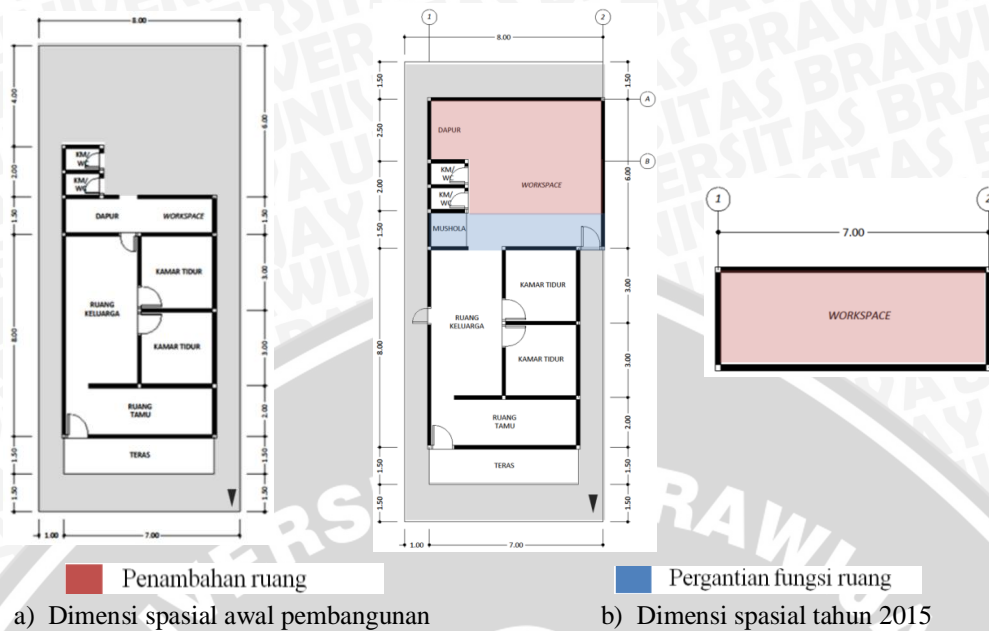 8.00
4.00
2.00
1.50
8.00
1.50
1.50
6.00
1.50
3.00
3.00
2.00
1.50
1.50
KM/
WC
KM/
WC
DAPUR WORKSPACE
KAMAR TIDUR
RUANG
KELUARGA
KAMAR TIDUR
RUANG
TAMU
TERAS
1.00 7.00
1 2
8.00
1.50
2.50
2.00
1.50
8.00
1.50
1.50
1.50
6.00
3.00
3.00
2.00
1.50
1.50
A
B
DAPUR
KM/
WC
KM/
WC
WORKSPACE
MUSHOLA
KAMAR TIDUR
RUANG
KELUARGA
KAMAR TIDUR
RUANG
TAMU
TERAS
1.00 7.00
1 2
7.00
WORKSPACE
Penambahan ruang
Pergantian fungsi ruang
a) Dimensi spasial awal pembangunan
b) Dimensi spasial tahun 2015